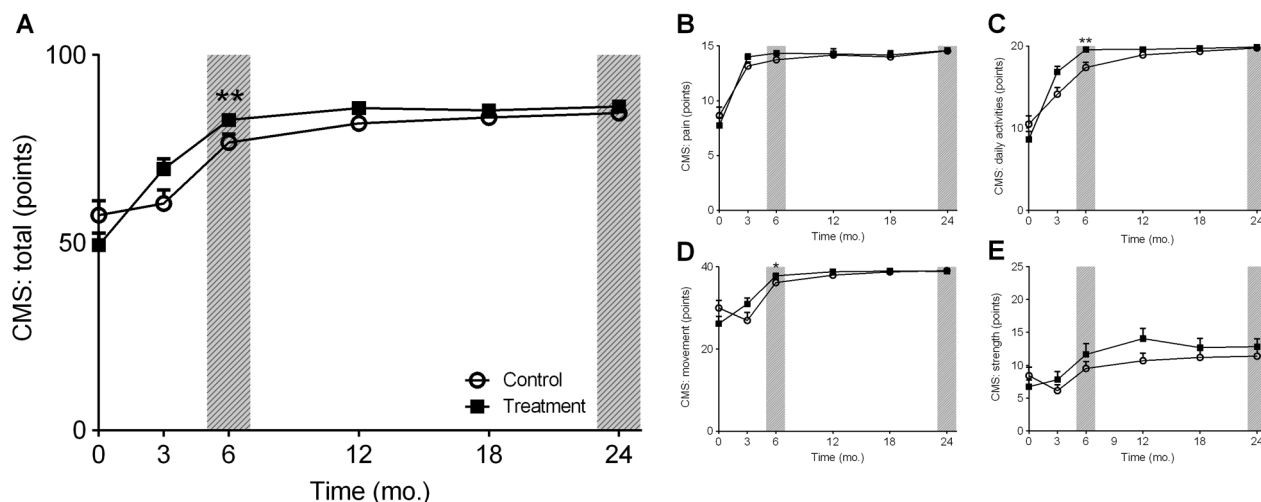 A
CMS: total (points)
100
50
0
**
Control
Treatment
0 3 6 12 18 24
Time (mo.)
B
CMS: pain (points)
15
10
5
0
0 3 6 12 18 24
Time (mo.)
C
CMS: daily activities (points)
**
20
10
0
0 3 6 12 18 24
Time (mo.)
D
CMS: movement (points)
*
40
20
0
0 3 6 12 18 24
Time (mo.)
E
CMS: strength (points)
25
20
15
10
5
0
0 3 6 9 12 18 24
Time (mo.)